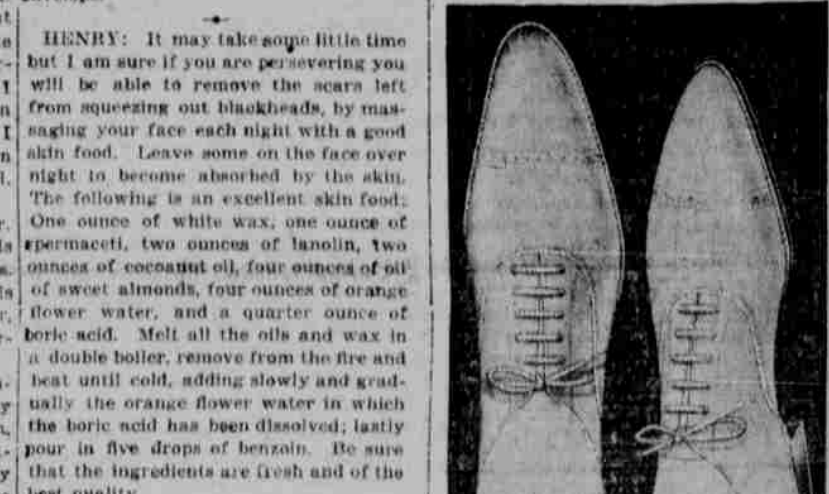 HENRY: It may take some little time
but I am sure if you are persevering you
will be able to remove the scars left
from squeezing out blackheads, by mas-
saging your face each night with a good
skin food. Leave some on the face over
night to become absorbed by the skin.
The following is an excellent skin food:
One ounce of white wax, one ounce of
spermaceti, two ounces of lanolin, two
ounces of cocoanut oil, four ounces of oil
of sweet almonds, four ounces of orange
flower water, and a quarter ounce of
boric acid. Melt all the oils and wax in
a double boiler, remove from the fire and
beat until cold, adding slowly and grad-
ually the orange flower water in which
the boric acid has been dissolved; lastly
pour in five drops of benzoin. Be sure
that the ingredients are fresh and of the
best quality.